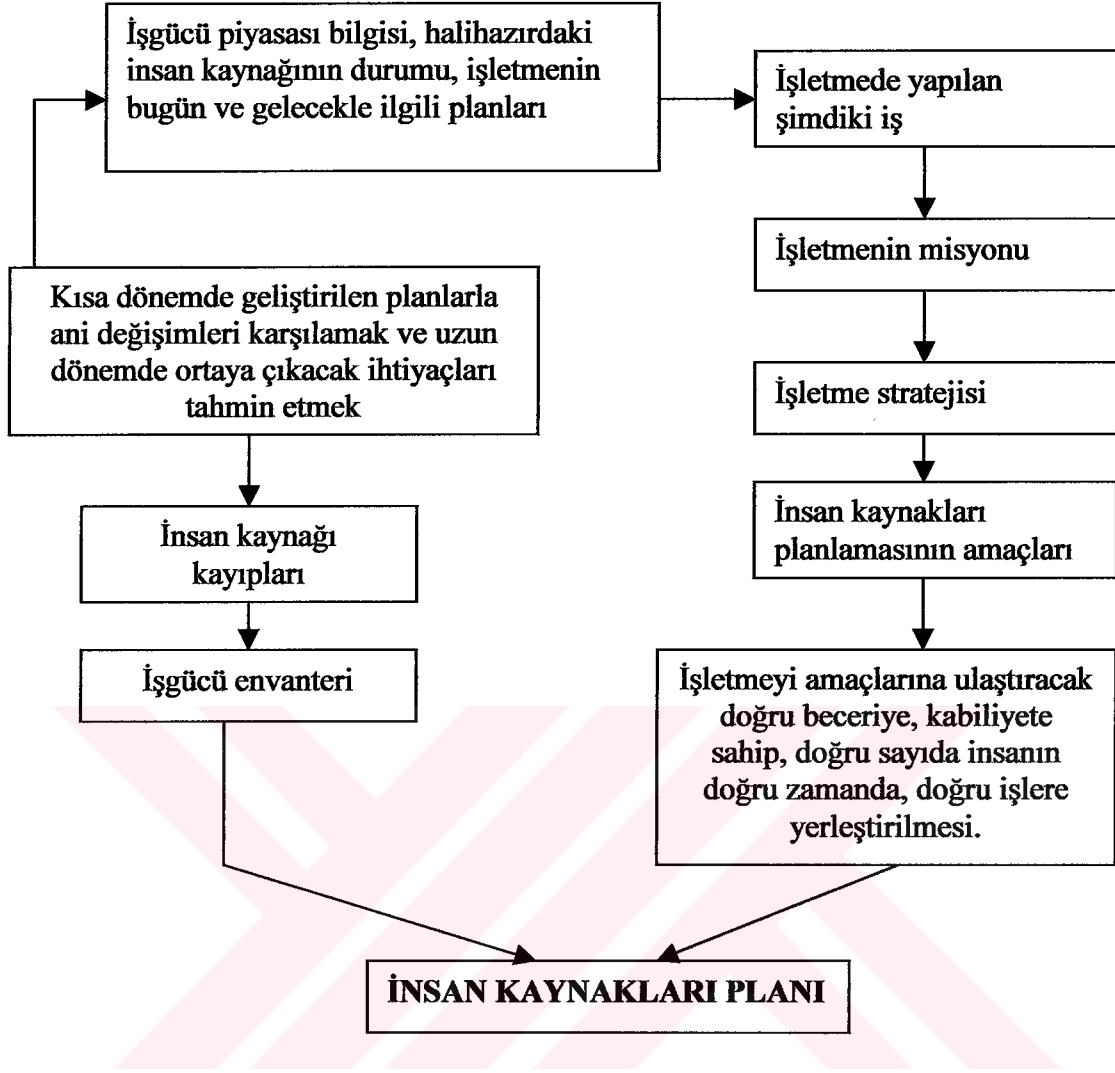 İşgücü piyasası bilgisi, halihazırdaki
insan kaynağının durumu, işletmenin
bugün ve gelecekle ilgili planları
İşletmede yapılan
şimdiki iş
İşletmenin misyonu
Kısa dönemde geliştirilen planlarla
ani değişimleri karşılamak ve uzun
dönemde ortaya çıkacak ihtiyaçları
tahmin etmek
İşletme stratejisi
İnsan kaynağı
kayıpları
İnsan kaynakları
planlamasının amaçları
İşgücü envanteri
İşletmeyi amaçlarına ulaştıracak
doğru beceriye, kabiliyete
sahip, doğru sayıda insanın
doğru zamanda, doğru işlere
yerleştirilmesi.
İNSAN KAYNAKLARI PLANI